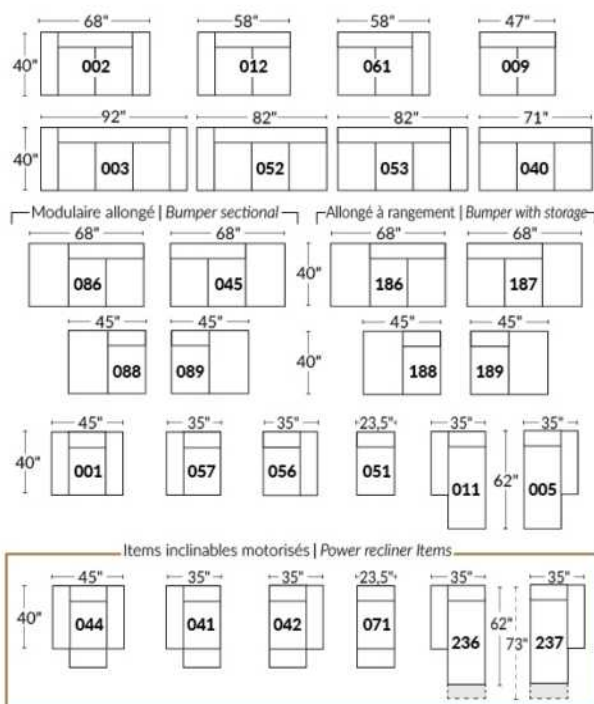 68" 58" 58" 47"
40" 002 012 061 009
92" 82" 82" 71"
40" 003 052 053 040
Modulaire allongé | Bumper sectional Allongé à rangement | Bumper with storage
68" 68" 68" 68"
086 045 40" 186 187
45" 45" 45" 45"
088 089 40" 188 189
45" 35" 35" 23,5" 35" 35"
40" 001 057 056 051 011 62" 005
Items inclinables motorisés | Power recliner Items
45" 35" 35" 23,5" 35" 35"
40" 044 041 042 071 236 62" 73" 237